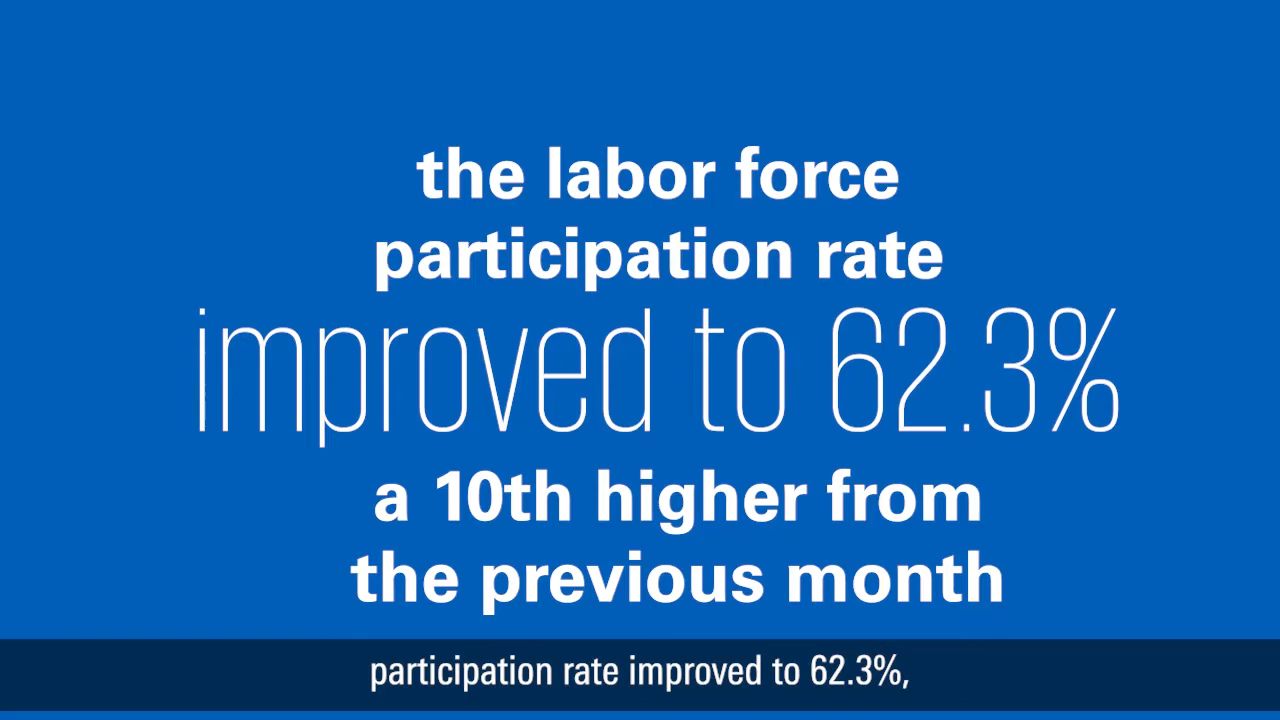 the labor force
participation rate
improved to 62.3%
a 10th higher from
the previous month
participation rate improved to 62.3%,